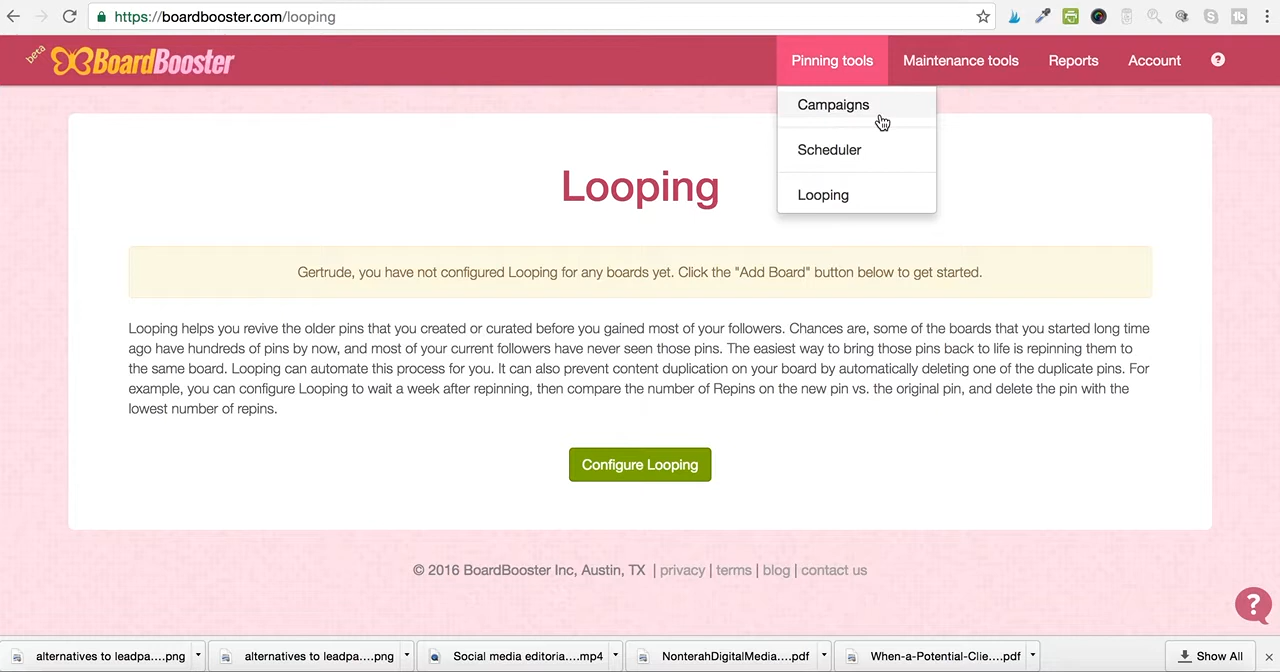 https://boardbooster.com/looping
beta
BoardBooster
Pinning tools
Maintenance tools
Reports
Account
?
Campaigns
Scheduler
Looping
Looping
Gertrude, you have not configured Looping for any boards yet. Click the "Add Board" button below to get started.
Looping helps you revive the older pins that you created or curated before you gained most of your followers. Chances are, some of the boards that you started long time
ago have hundreds of pins by now, and most of your current followers have never seen those pins. The easiest way to bring those pins back to life is repinning them to
the same board. Looping can automate this process for you. It can also prevent content duplication on your board by automatically deleting one of the duplicate pins. For
example, you can configure Looping to wait a week after repinning, then compare the number of Repins on the new pin vs. the original pin, and delete the pin with the
lowest number of repins.
Configure Looping
© 2016 BoardBooster Inc, Austin, TX | privacy | terms | blog | contact us
?
alternatives to leadpa....png
alternatives to leadpa....png
Social media editoria....mp4
NonterahDigitalMedia....pdf
When-a-Potential-Clie....pdf
Show All